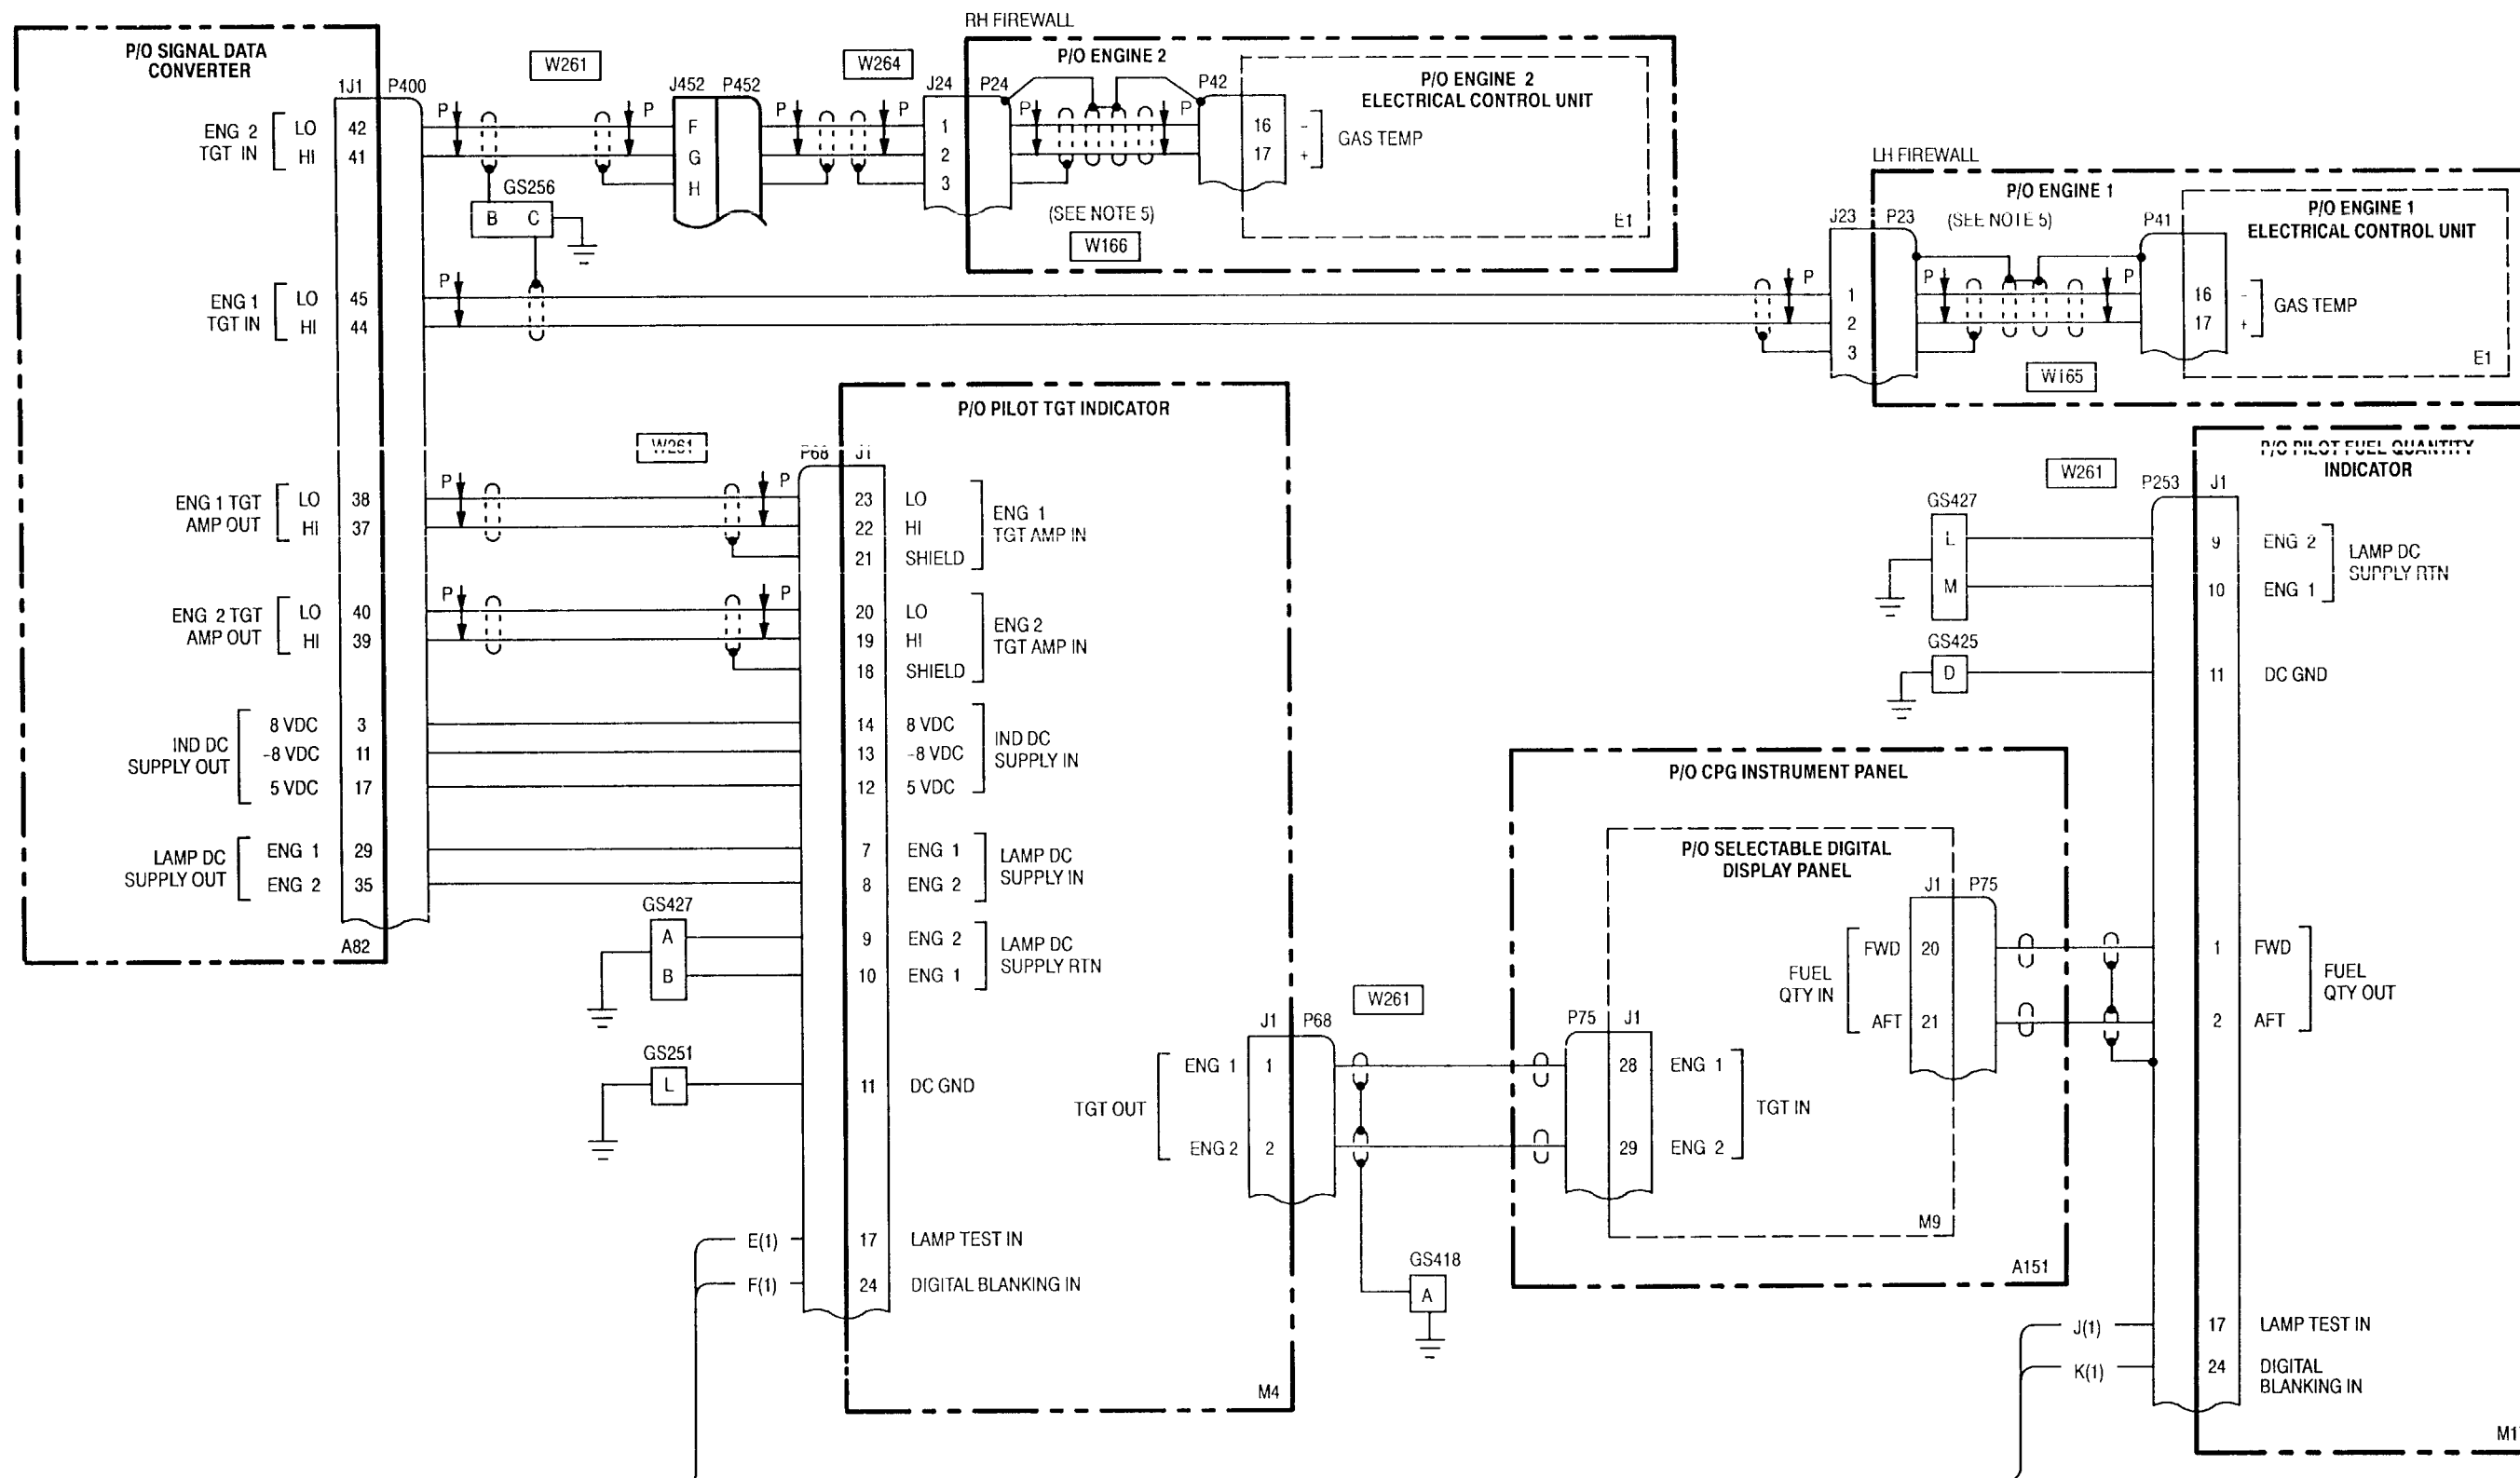 RH FIREWALL
P/O SIGNAL DATA
CONVERTER
W261
W264
P/O ENGINE 2
P/O ENGINE 2
ELECTRICAL CONTROL UNIT
1J1
P400
J452
P452
J24
P24
P42
P
P
P
P
ENG 2
TGT IN
LO
42
F
1
16
-
GAS TEMP
HI
41
G
2
17
+
H
3
GS256
B
C
(SEE NOTE 5)
W166
E1
LH FIREWALL
P/O ENGINE 1
P/O ENGINE 1
ELECTRICAL CONTROL UNIT
J23
P23
(SEE NOTE 5)
P41
P
P
P
ENG 1
TGT IN
LO
45
HI
44
1
16
-
GAS TEMP
2
17
+
3
W165
E1
P/O PILOT TGT INDICATOR
W261
P68
J1
P
P
ENG 1 TGT
AMP OUT
LO
38
HI
37
23
LO
22
HI
21
SHIELD
ENG 1
TGT AMP IN
P
P
ENG 2 TGT
AMP OUT
LO
40
HI
39
20
LO
19
HI
18
SHIELD
ENG 2
TGT AMP IN
IND DC
SUPPLY OUT
8 VDC
3
-8 VDC
11
5 VDC
17
14
8 VDC
13
-8 VDC
12
5 VDC
IND DC
SUPPLY IN
LAMP DC
SUPPLY OUT
ENG 1
29
ENG 2
35
7
ENG 1
8
ENG 2
LAMP DC
SUPPLY IN
A82
GS427
A
B
9
ENG 2
10
ENG 1
LAMP DC
SUPPLY RTN
GS251
L
11
DC GND
E(1)
17
LAMP TEST IN
F(1)
24
DIGITAL BLANKING IN
J1
P68
W261
TGT OUT
ENG 1
1
ENG 2
2
M4
GS418
A
P/O CPG INSTRUMENT PANEL
P/O SELECTABLE DIGITAL
DISPLAY PANEL
J1
P75
FUEL
QTY IN
FWD
20
AFT
21
P75
J1
28
ENG 1
29
ENG 2
TGT IN
M9
A151
P/O PILOT FUEL QUANTITY
INDICATOR
W261
P253
J1
GS427
L
M
9
ENG 2
10
ENG 1
LAMP DC
SUPPLY RTN
GS425
D
11
DC GND
1
FWD
2
AFT
FUEL
QTY OUT
J(1)
17
LAMP TEST IN
K(1)
24
DIGITAL
BLANKING IN